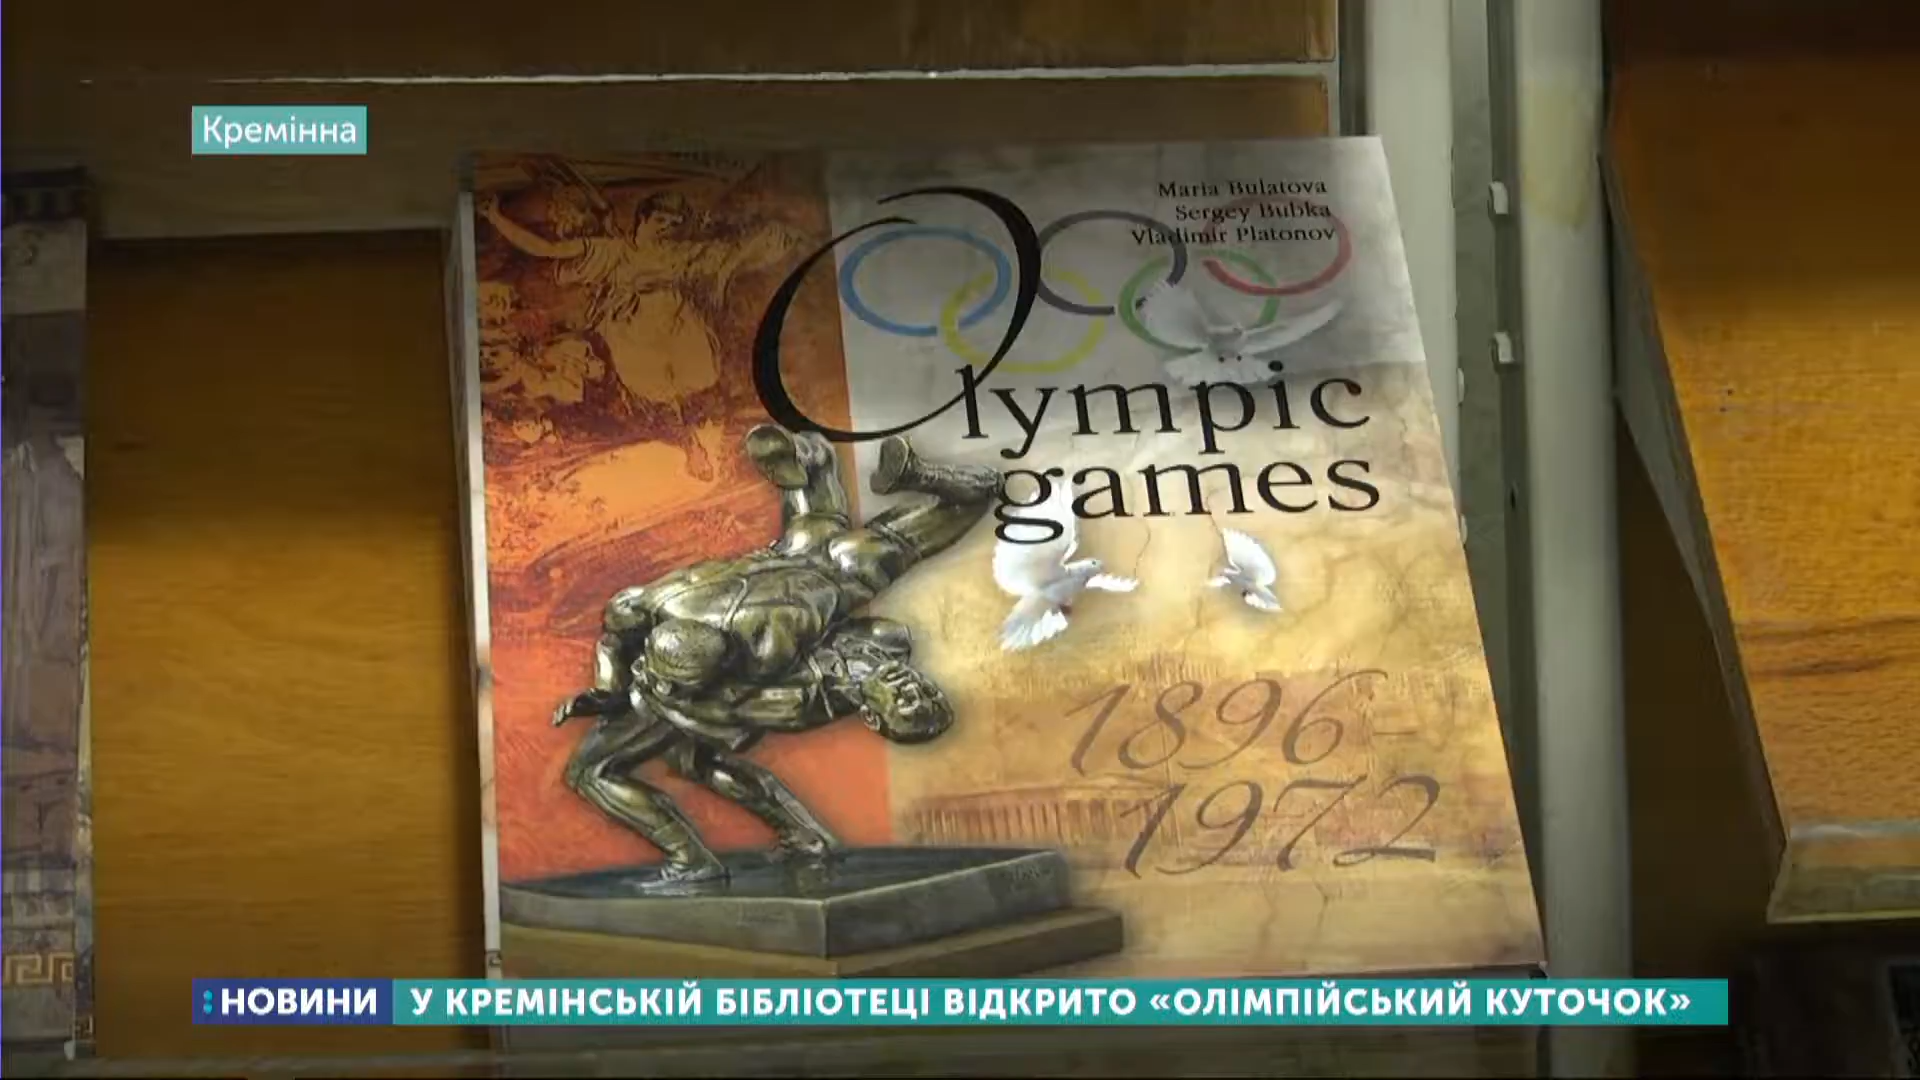 Кремінна
Maria Bulatova
Sergey Bubka
Vladimir Platonov
Olympic
games
1896-
1972
:НОВИНИ У КРЕМІНСЬКІЙ БІБЛІОТЕЦІ ВІДКРИТО «ОЛІМПІЙСЬКИЙ КУТОЧОК»